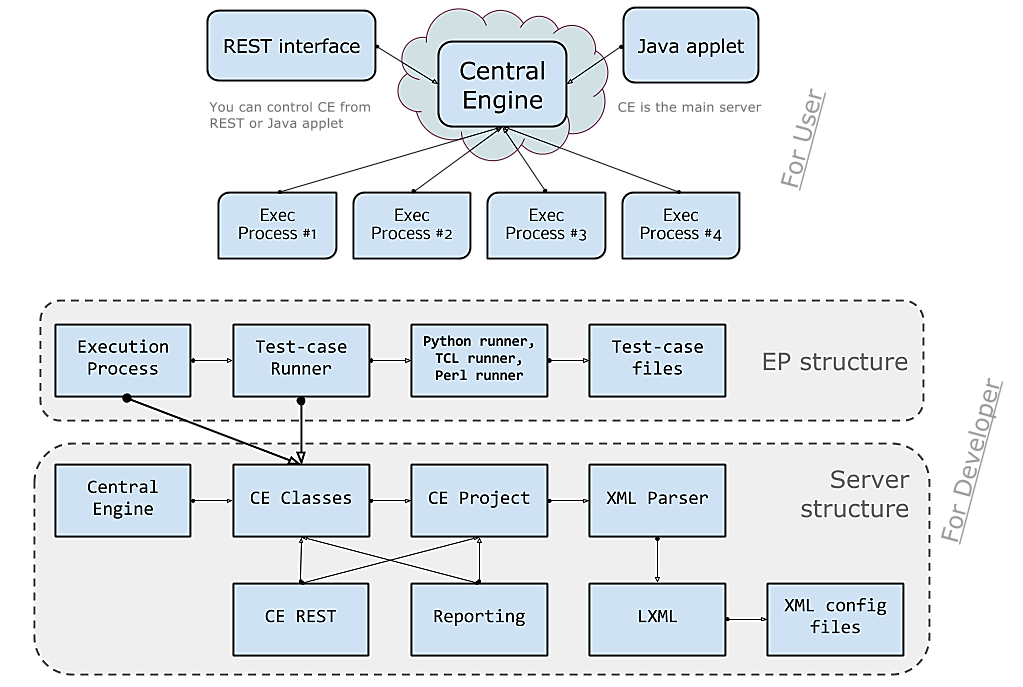 REST interface
Central
Engine
Java applet
You can control CE from
REST or Java applet
CE is the main server
For User
Exec
Process #1
Exec
Process #2
Exec
Process #3
Exec
Process #4
Execution
Process
Test-case
Runner
Python runner,
TCL runner,
Perl runner
Test-case
files
EP structure
For Developer
Central
Engine
CE Classes
CE Project
XML Parser
Server
structure
CE REST
Reporting
LXML
XML config
files